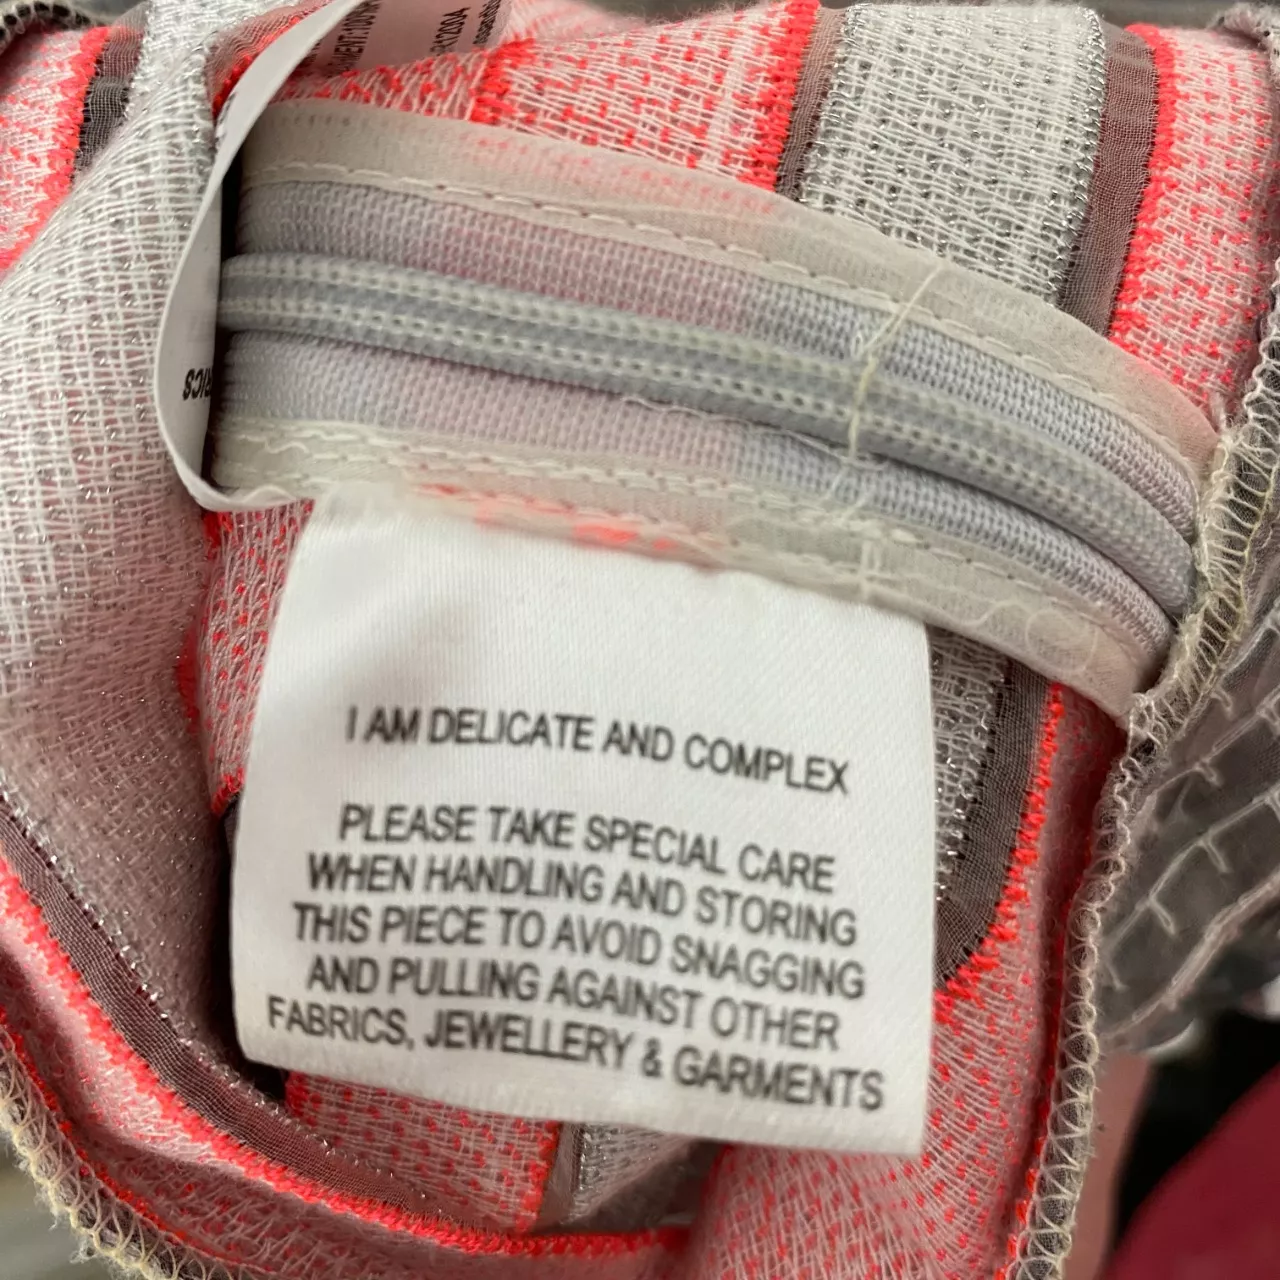 I AM DELICATE AND COMPLEX
PLEASE TAKE SPECIAL CARE
WHEN HANDLING AND STORING
THIS PIECE TO AVOID SNAGGING
AND PULLING AGAINST OTHER
FABRICS, JEWELLERY & GARMENTS